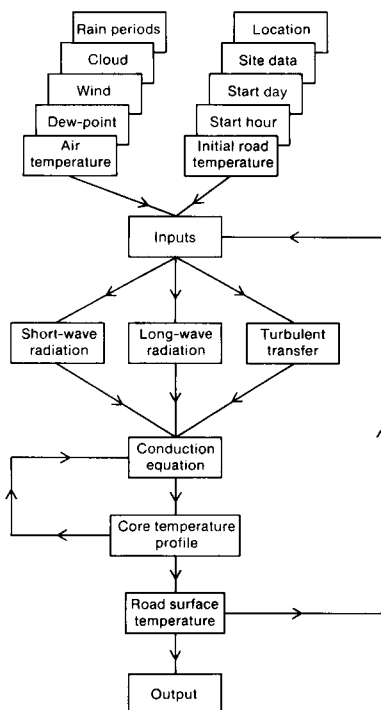 Rain periods
Cloud
Wind
Dew-point
Air
temperature
Location
Site data
Start day
Start hour
Initial road
temperature
Inputs
Short-wave
radiation
Long-wave
radiation
Turbulent
transfer
Conduction
equation
Core temperature
profile
Road surface
temperature
Output